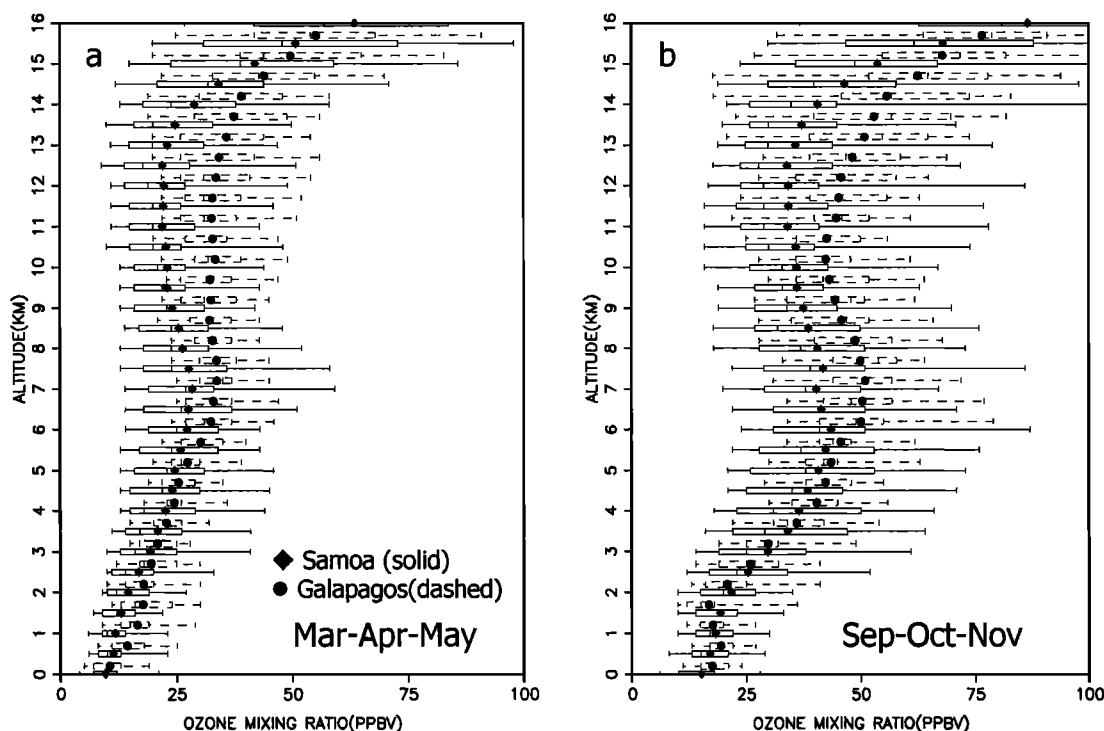 a
16
15
14
13
12
11
10
9
8
7
6
5
4
3
2
1
0
ALTITUDE(KM)
Samoa (solid)
Galapagos(dashed)
Mar-Apr-May
0 25 50 75 100
OZONE MIXING RATIO(PPBV)
b
16
15
14
13
12
11
10
9
8
7
6
5
4
3
2
1
0
ALTITUDE(KM)
Sep-Oct-Nov
0 25 50 75 100
OZONE MIXING RATIO(PPBV)